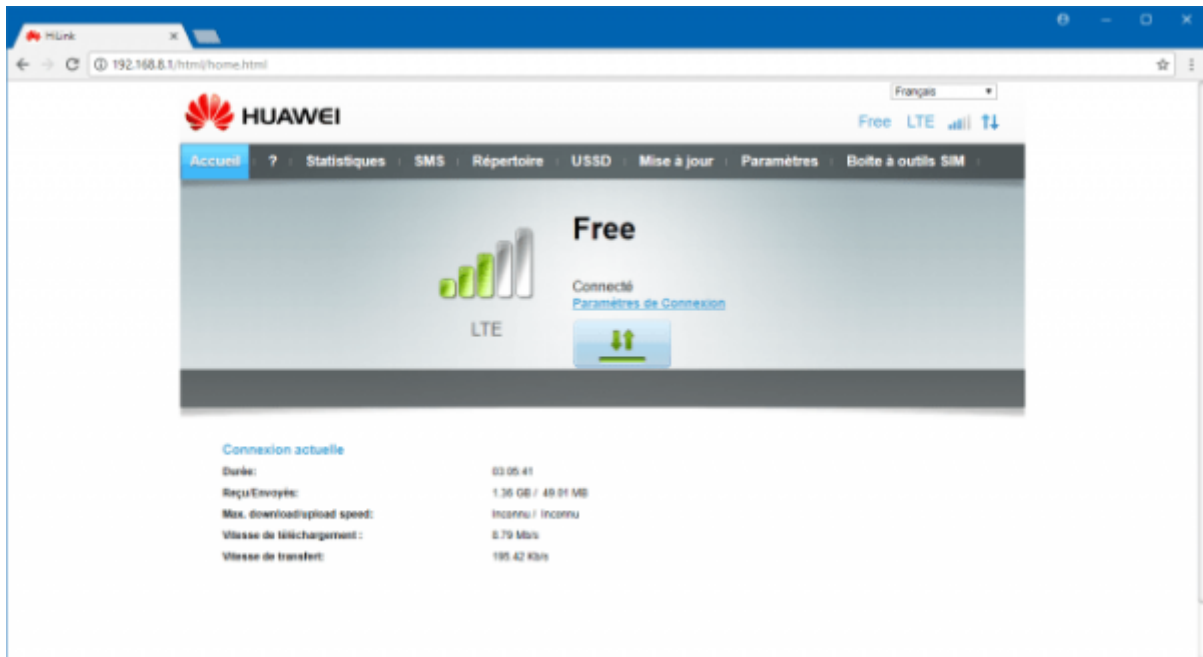 HiLink
192.168.8.1/html/home.html
Français
HUAWEI
Free LTE
Accueil ? Statistiques SMS Répertoire USSD Mise à jour Paramètres Boîte à outils SIM
Free
Connecté
Paramètres de Connexion
LTE
Connexion actuelle
Durée: 03:05:41
Reçu/Envoyés: 1.36 GB / 49.01 MB
Max. download/upload speed: Inconnu / Inconnu
Vitesse de téléchargement : 8.79 Mb/s
Vitesse de transfert: 195.42 Kb/s